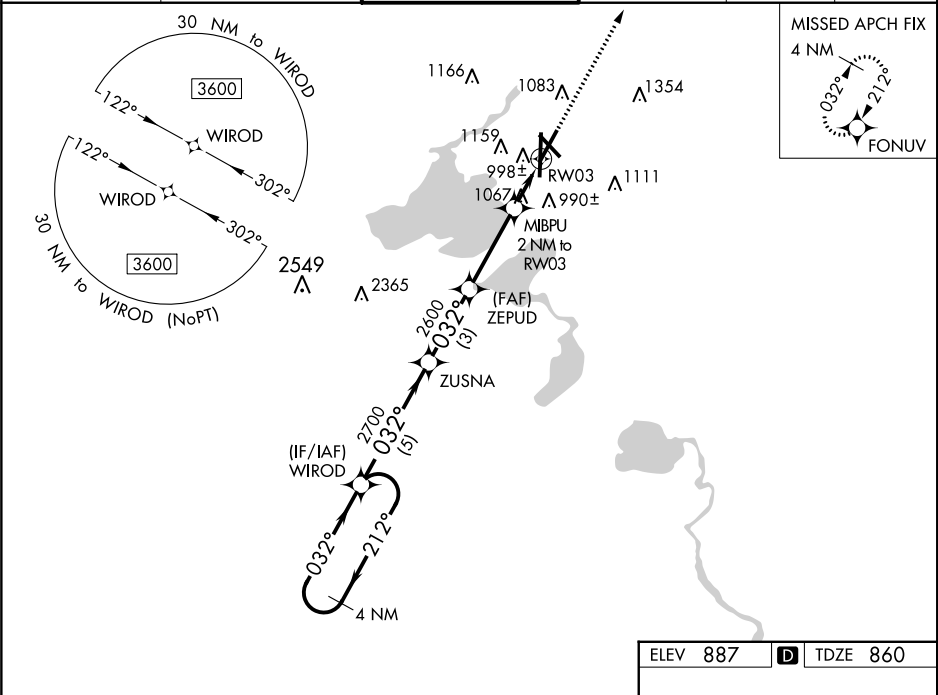 30 NM to WIROD
3600
122°
WIROD
302°
122°
WIROD
302°
3600
30 NM to WIROD (NoPT)
MISSED APCH FIX
4 NM
032°
212°
FONUV
1166
1083
1354
1159
998±
RW03
1111
1067
990±
MIBPU
2 NM to
RW03
2549
2365
(FAF)
ZEPUD
2600
032°
(3)
ZUSNA
2700
032°
(5)
(IF/IAF)
WIROD
032°
212°
4 NM
ELEV 887 D TDZE 860